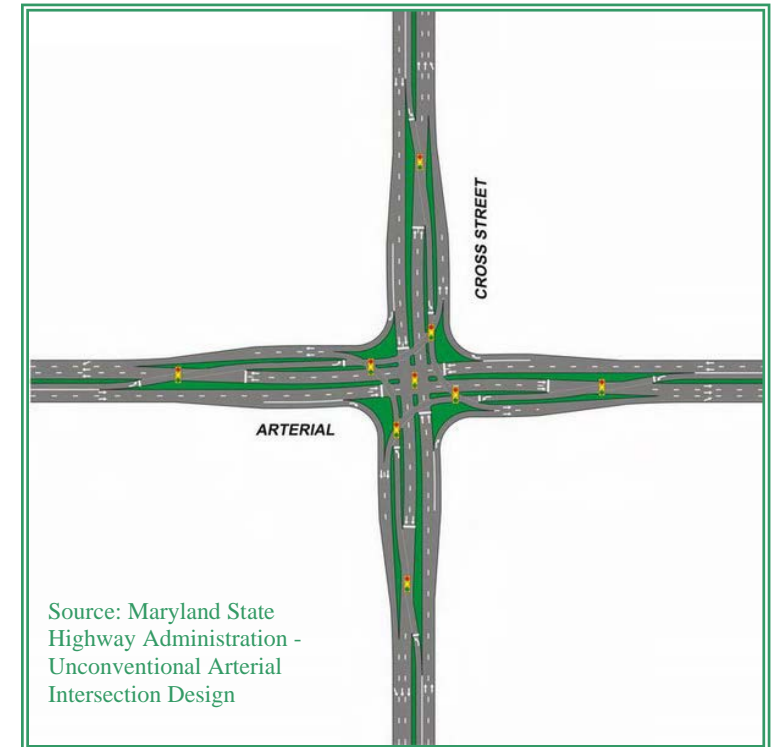 CROSS STREET
ARTERIAL
Source: Maryland State
Highway Administration -
Unconventional Arterial
Intersection Design